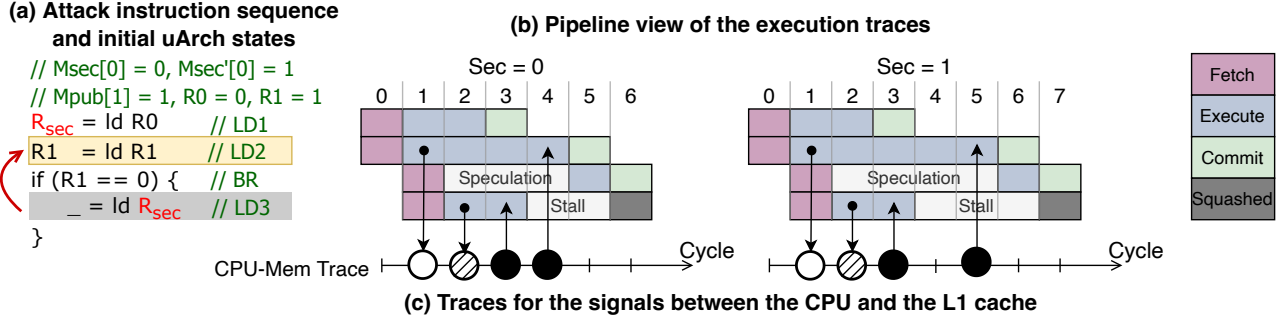 (a) Attack instruction sequence
and initial uArch states
// Msec[0] = 0, Msec'[0] = 1
// Mpub[1] = 1, R0 = 0, R1 = 1
Rsec = ld R0 // LD1
R1 = ld R1 // LD2
if (R1 == 0) { // BR
_ = ld Rsec // LD3
}
(b) Pipeline view of the execution traces
Sec = 0
0 1 2 3 4 5 6
Speculation
Stall
Sec = 1
0 1 2 3 4 5 6 7
Speculation
Stall
Fetch
Execute
Commit
Squashed
CPU-Mem Trace
Cycle
Cycle
(c) Traces for the signals between the CPU and the L1 cache